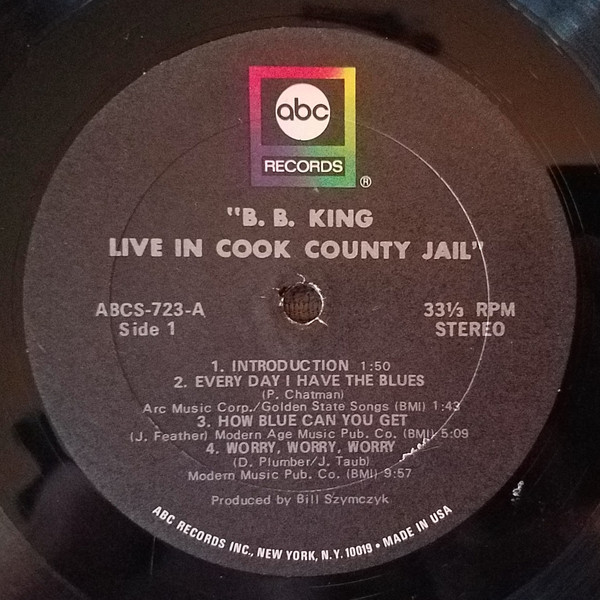 abc
RECORDS
®
"B. B. KING
LIVE IN COOK COUNTY JAIL"
ABCS-723-A
Side 1
33⅓ RPM
STEREO
1. INTRODUCTION 1:50
2. EVERY DAY I HAVE THE BLUES
(P. Chatman)
Arc Music Corp./Golden State Songs (BMI) 1:43
3. HOW BLUE CAN YOU GET
(J. Feather) Modern Age Music Pub. Co. (BMI) 5:09
4. WORRY, WORRY, WORRY
(D. Plumber/J. Taub)
Modern Music Pub. Co. (BMI) 9:57
Produced by Bill Szymczyk
ABC RECORDS INC., NEW YORK, N.Y. 10019 • MADE IN USA